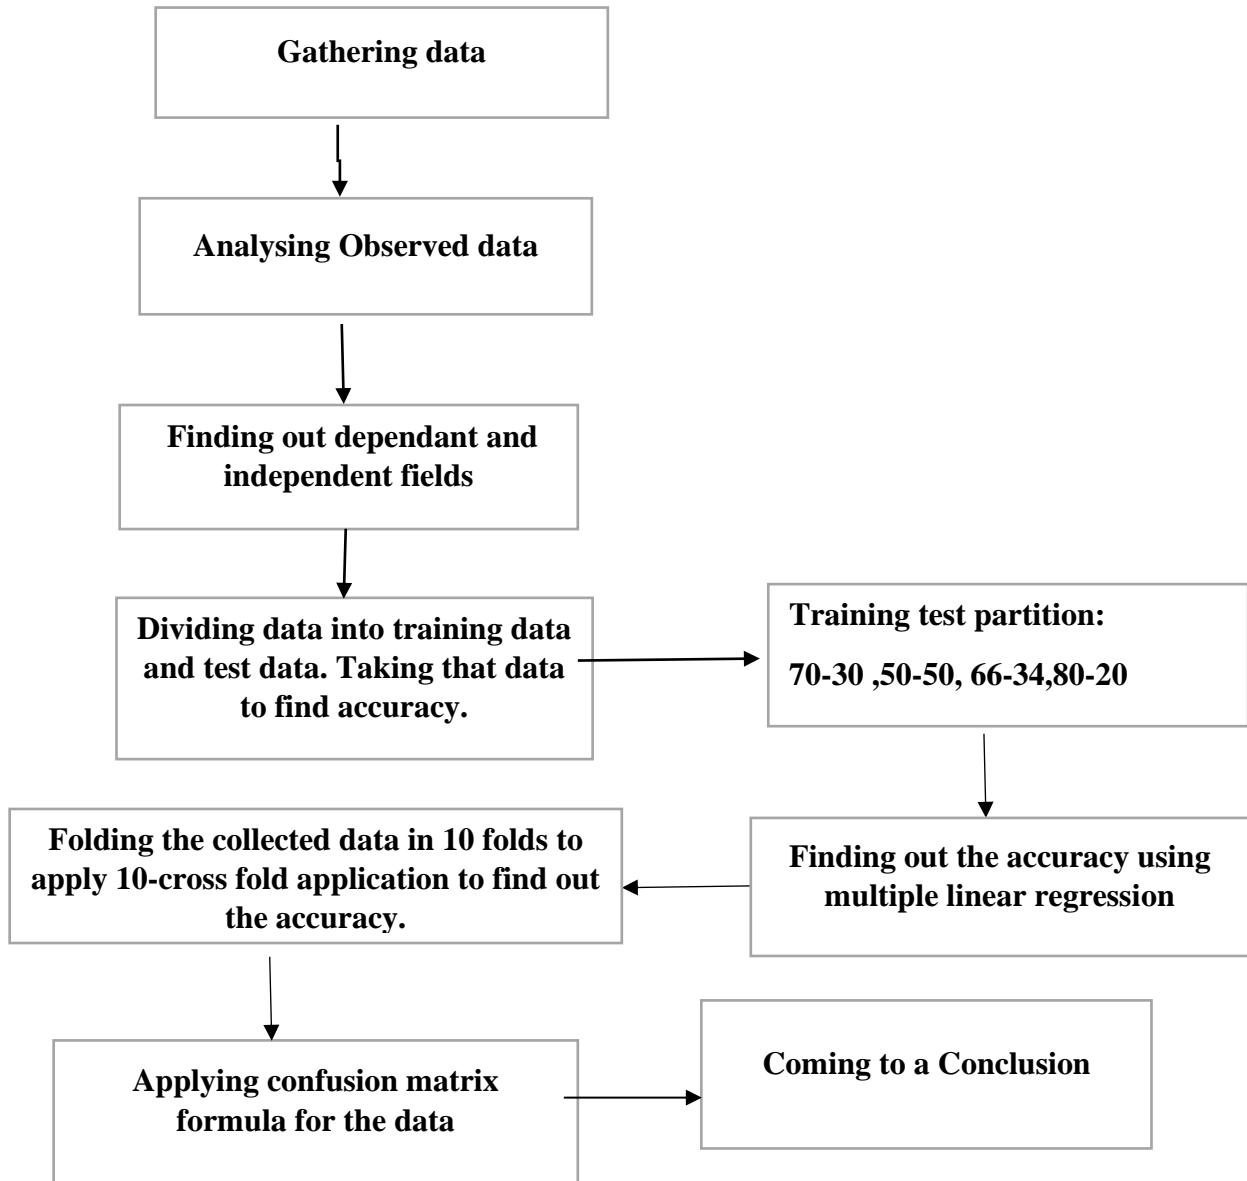 Gathering data
Analysing Observed data
Finding out dependant and
independent fields
Dividing data into training data
and test data. Taking that data
to find accuracy.
Training test partition:
70-30 ,50-50, 66-34,80-20
Finding out the accuracy using
multiple linear regression
Folding the collected data in 10 folds to
apply 10-cross fold application to find out
the accuracy.
Applying confusion matrix
formula for the data
Coming to a Conclusion